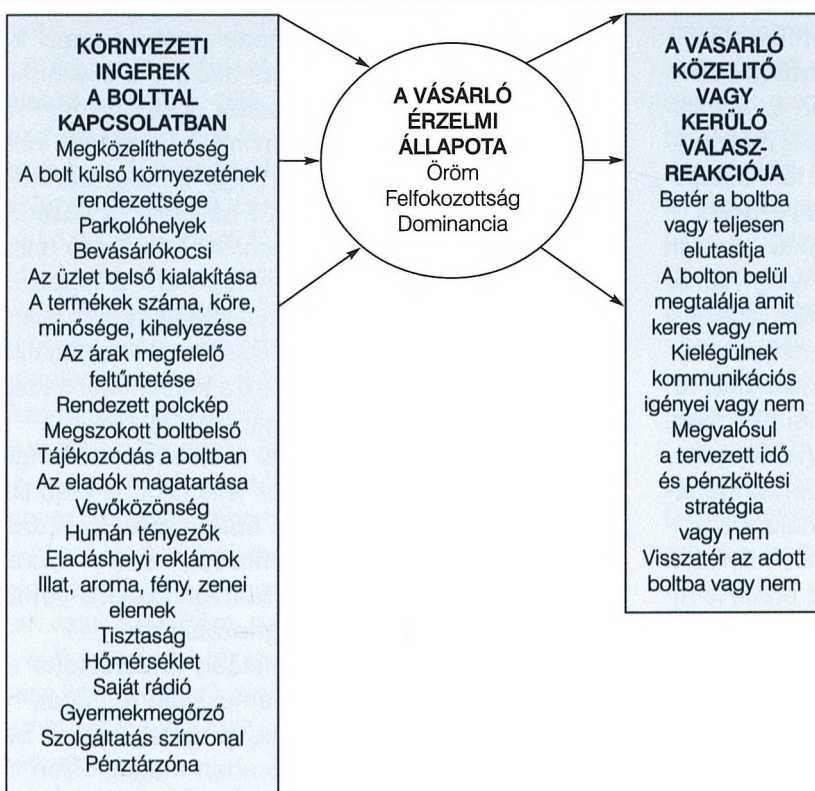 KÖRNYEZETI
INGEREK
A BOLTTAL
KAPCSOLATBAN
Megközelíthetőség
A bolt külső környezetének
rendezettsége
Parkolóhelyek
Bevásárlókocsi
Az üzlet belső kialakítása
A termékek száma, köre,
minősége, kihelyezése
Az árak megfelelő
feltűntetése
Rendezett polckép
Megszokott boltbelső
Tájékozódás a boltban
Az eladók magatartása
Vevőközönség
Humán tényezők
Eladáshelyi reklámok
Illat, aroma, fény, zenei
elemek
Tisztaság
Hőmérséklet
Saját rádió
Gyermekmegőrző
Szolgáltatás színvonal
Pénztárzóna
A VÁSÁRLÓ
ÉRZELMI
ÁLLAPOTA
Öröm
Felfokozottság
Dominancia
A VÁSÁRLÓ
KÖZELITŐ
VAGY
KERÜLŐ
VÁLASZ-
REAKCIÓJA
Betér a boltba
vagy teljesen
elutasítja
A bolton belül
megtalálja amit
keres vagy nem
Kielégülnek
kommunikációs
igényei vagy nem
Megvalósul
a tervezett idő
és pénzköltési
stratégia
vagy nem
Visszatér az adott
boltba vagy nem